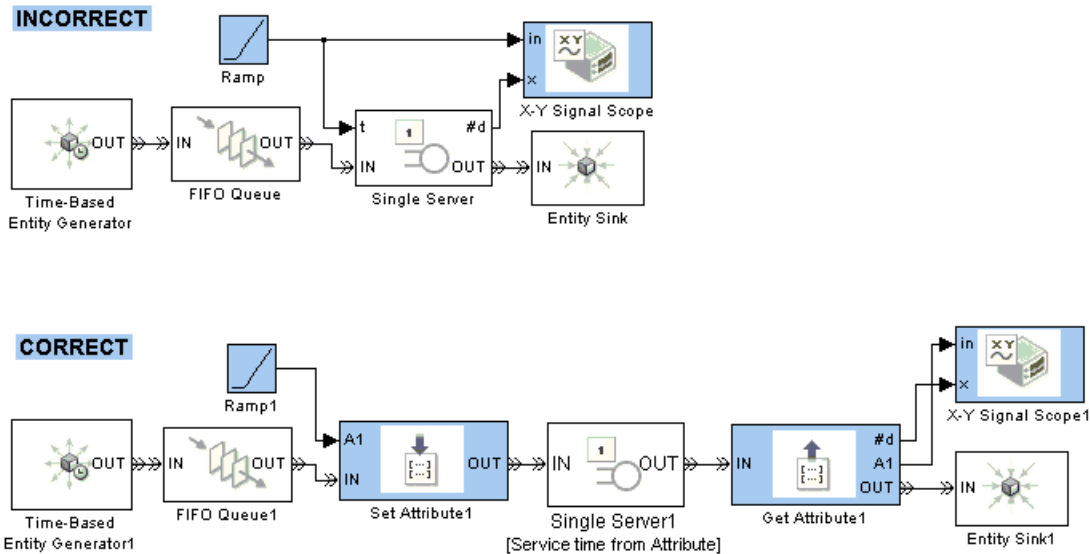 INCORRECT
Ramp
in
x
X-Y
X-Y Signal Scope
OUT
Time-Based
Entity Generator
IN
OUT
FIFO Queue
t
#d
1
IN
OUT
Single Server
IN
Entity Sink
CORRECT
Ramp1
in
x
XY
X-Y Signal Scope1
OUT
Time-Based
Entity Generator1
IN
OUT
FIFO Queue1
A1
IN
[...]
OUT
Set Attribute1
IN
1
OUT
Single Server1
[Service time from Attribute]
IN
[...]
#d
A1
OUT
Get Attribute1
IN
Entity Sink1